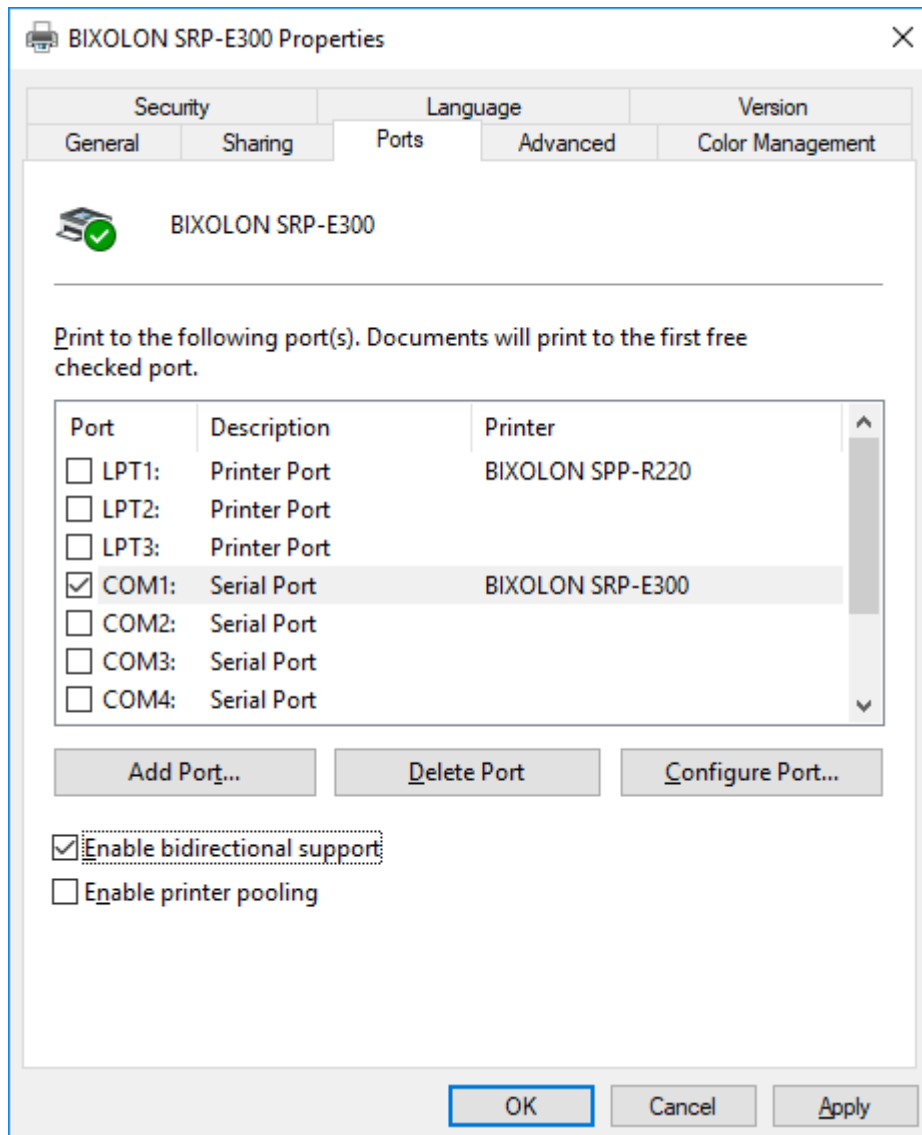 BIXOLON SRP-E300 Properties
Security Language Version
General Sharing Ports Advanced Color Management
BIXOLON SRP-E300
Print to the following port(s). Documents will print to the first free
checked port.
Port Description Printer
LPT1: Printer Port BIXOLON SPP-R220
LPT2: Printer Port
LPT3: Printer Port
COM1: Serial Port BIXOLON SRP-E300
COM2: Serial Port
COM3: Serial Port
COM4: Serial Port
Add Port... Delete Port Configure Port...
Enable bidirectional support
Enable printer pooling
OK Cancel Apply